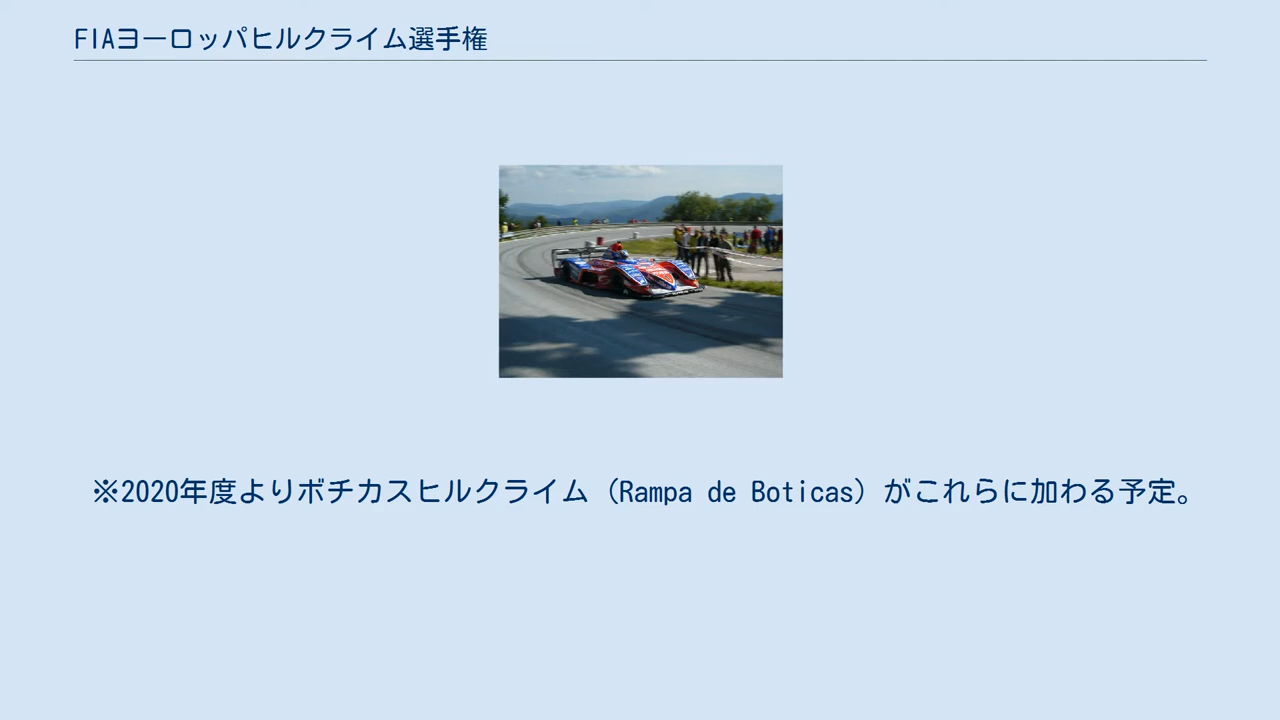 FIAヨーロッパヒルクライム選手権
※2020年度よりボチカスヒルクライム（Rampa de Boticas）がこれらに加わる予定。